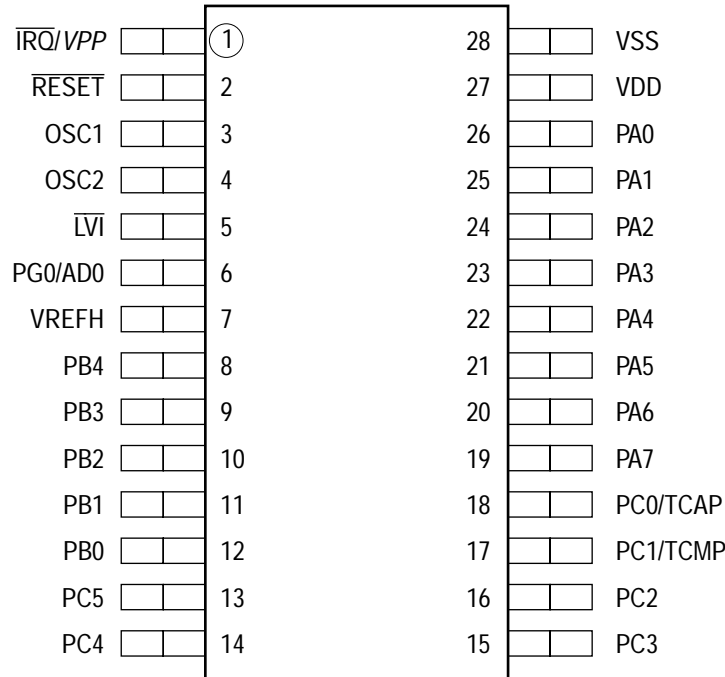 IRQ/VPP 1 28 VSS
RESET 2 27 VDD
OSC1 3 26 PA0
OSC2 4 25 PA1
LVI 5 24 PA2
PG0/AD0 6 23 PA3
VREFH 7 22 PA4
PB4 8 21 PA5
PB3 9 20 PA6
PB2 10 19 PA7
PB1 11 18 PC0/TCAP
PB0 12 17 PC1/TCMP
PC5 13 16 PC2
PC4 14 15 PC3